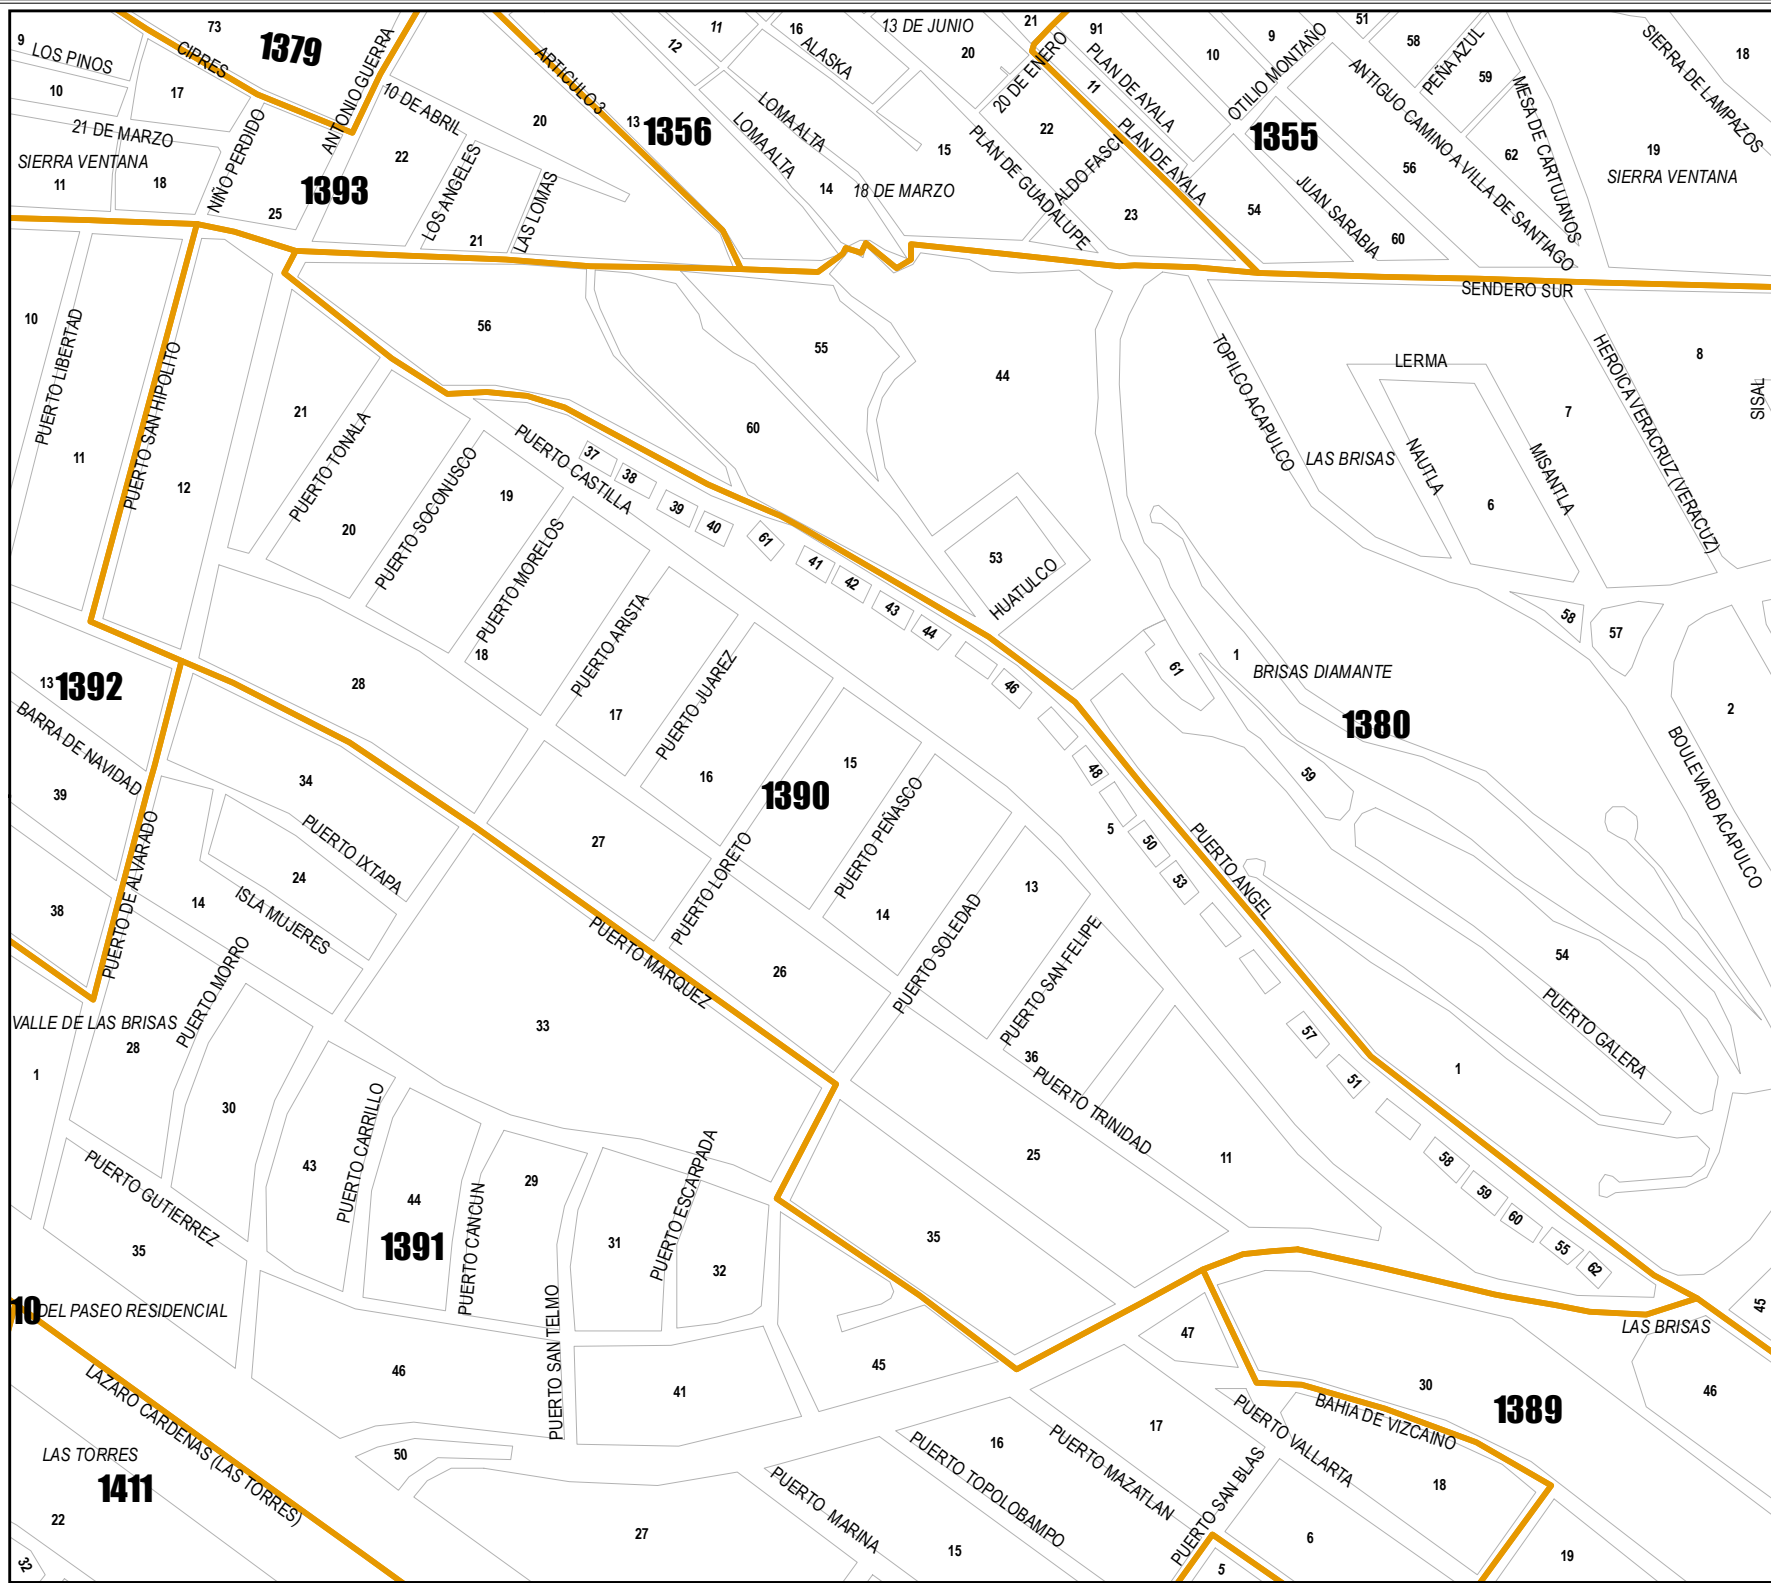 73
13 DE JUNIO
21
91
51
9
LOS PINOS
CIPRES
1379
ANTONIO GUERRA
ARTICULO 3
12
11
16
ALASKA
20
20 DE ENERO
PLAN DE AYALA
10
9
OTILIO MONTAÑO
58
PEÑA AZUL
59
SIERRA DE LAMPAZOS
18
10
17
21 DE MARZO
NIÑO PERDIDO
10 DE ABRIL
20
13
1356
LOMA ALTA
LOMA ALTA
15
PLAN DE GUADALUPE
22
11
PLAN DE AYALA
1355
ANTIGUO CAMINO A VILLA DE SANTIAGO
MESA DE CARTUJANOS
62
19
SIERRA VENTANA
SIERRA VENTANA
11
18
25
1393
22
LOS ANGELES
21
LAS LOMAS
14
18 DE MARZO
23
54
JUAN SARABIA
56
60
SENDERO SUR
10
PUERTO LIBERTAD
11
PUERTO SAN HIPOLITO
12
56
55
60
44
TOPILCO ACAPULCO
LERMA
LAS BRISAS
NAUTLA
6
MISANTLA
7
HEROICA VERACRUZ (VERACUZ)
8
SISAL
21
PUERTO TONALA
20
PUERTO SOCONUSCO
19
PUERTO CASTILLA
37
38
39
40
61
41
42
43
44
46
48
50
53
57
51
58
59
60
55
62
PUERTO MORELOS
18
PUERTO ARISTA
17
PUERTO JUAREZ
16
53
HUATULCO
61
1
BRISAS DIAMANTE
1380
58
57
2
BOULEVARD ACAPULCO
59
13
1392
BARRA DE NAVIDAD
39
38
28
34
PUERTO IXTAPA
24
ISLA MUJERES
14
PUERTO DE ALVARADO
1390
15
27
PUERTO LORETO
PUERTO PEÑASCO
14
5
PUERTO ANGEL
PUERTO SOLEDAD
13
PUERTO SAN FELIPE
26
PUERTO MARQUEZ
54
PUERTO GALERA
1
VALLE DE LAS BRISAS
1
28
PUERTO MORRO
30
33
36
PUERTO TRINIDAD
25
11
PUERTO GUTIERREZ
35
43
PUERTO CARRILLO
44
1391
PUERTO CANCUN
29
31
PUERTO ESCARPADA
32
35
10
DEL PASEO RESIDENCIAL
PUERTO SAN TELMO
46
41
45
47
30
1389
LAS BRISAS
45
46
LAZARO CARDENAS (LAS TORRES)
LAS TORRES
1411
22
32
50
27
PUERTO MARINA
15
PUERTO TOPOLOBAMPO
16
PUERTO MAZATLAN
17
PUERTO SAN BLAS
PUERTO VALLARTA
BAHIA DE VIZCAINO
18
6
5
19